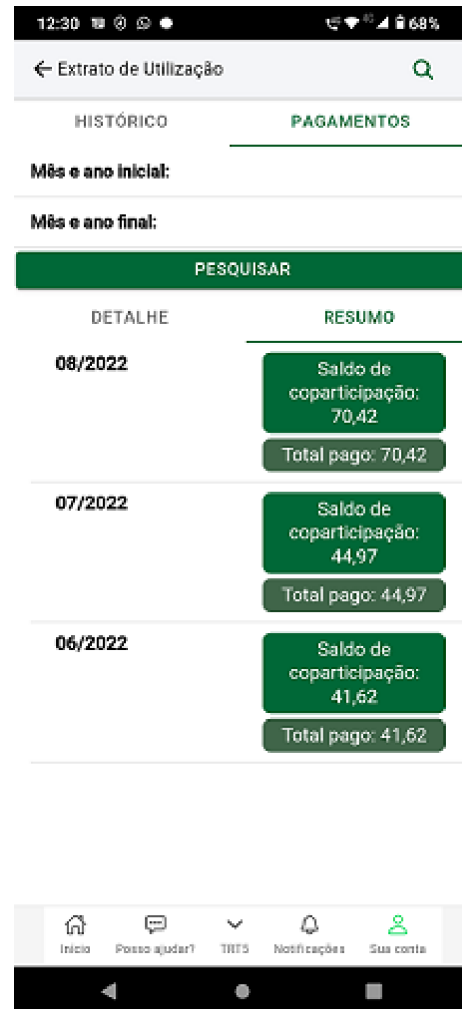 12:30 4G 68%
Extrato de Utilização
HISTÓRICO PAGAMENTOS
Mês e ano inicial:
Mês e ano final:
PESQUISAR
DETALHE RESUMO
08/2022
Saldo de
coparticipação:
70,42
Total pago: 70,42
07/2022
Saldo de
coparticipação:
44,97
Total pago: 44,97
06/2022
Saldo de
coparticipação:
41,62
Total pago: 41,62
Início Posso ajudar? TRT5 Notificações Sua conta